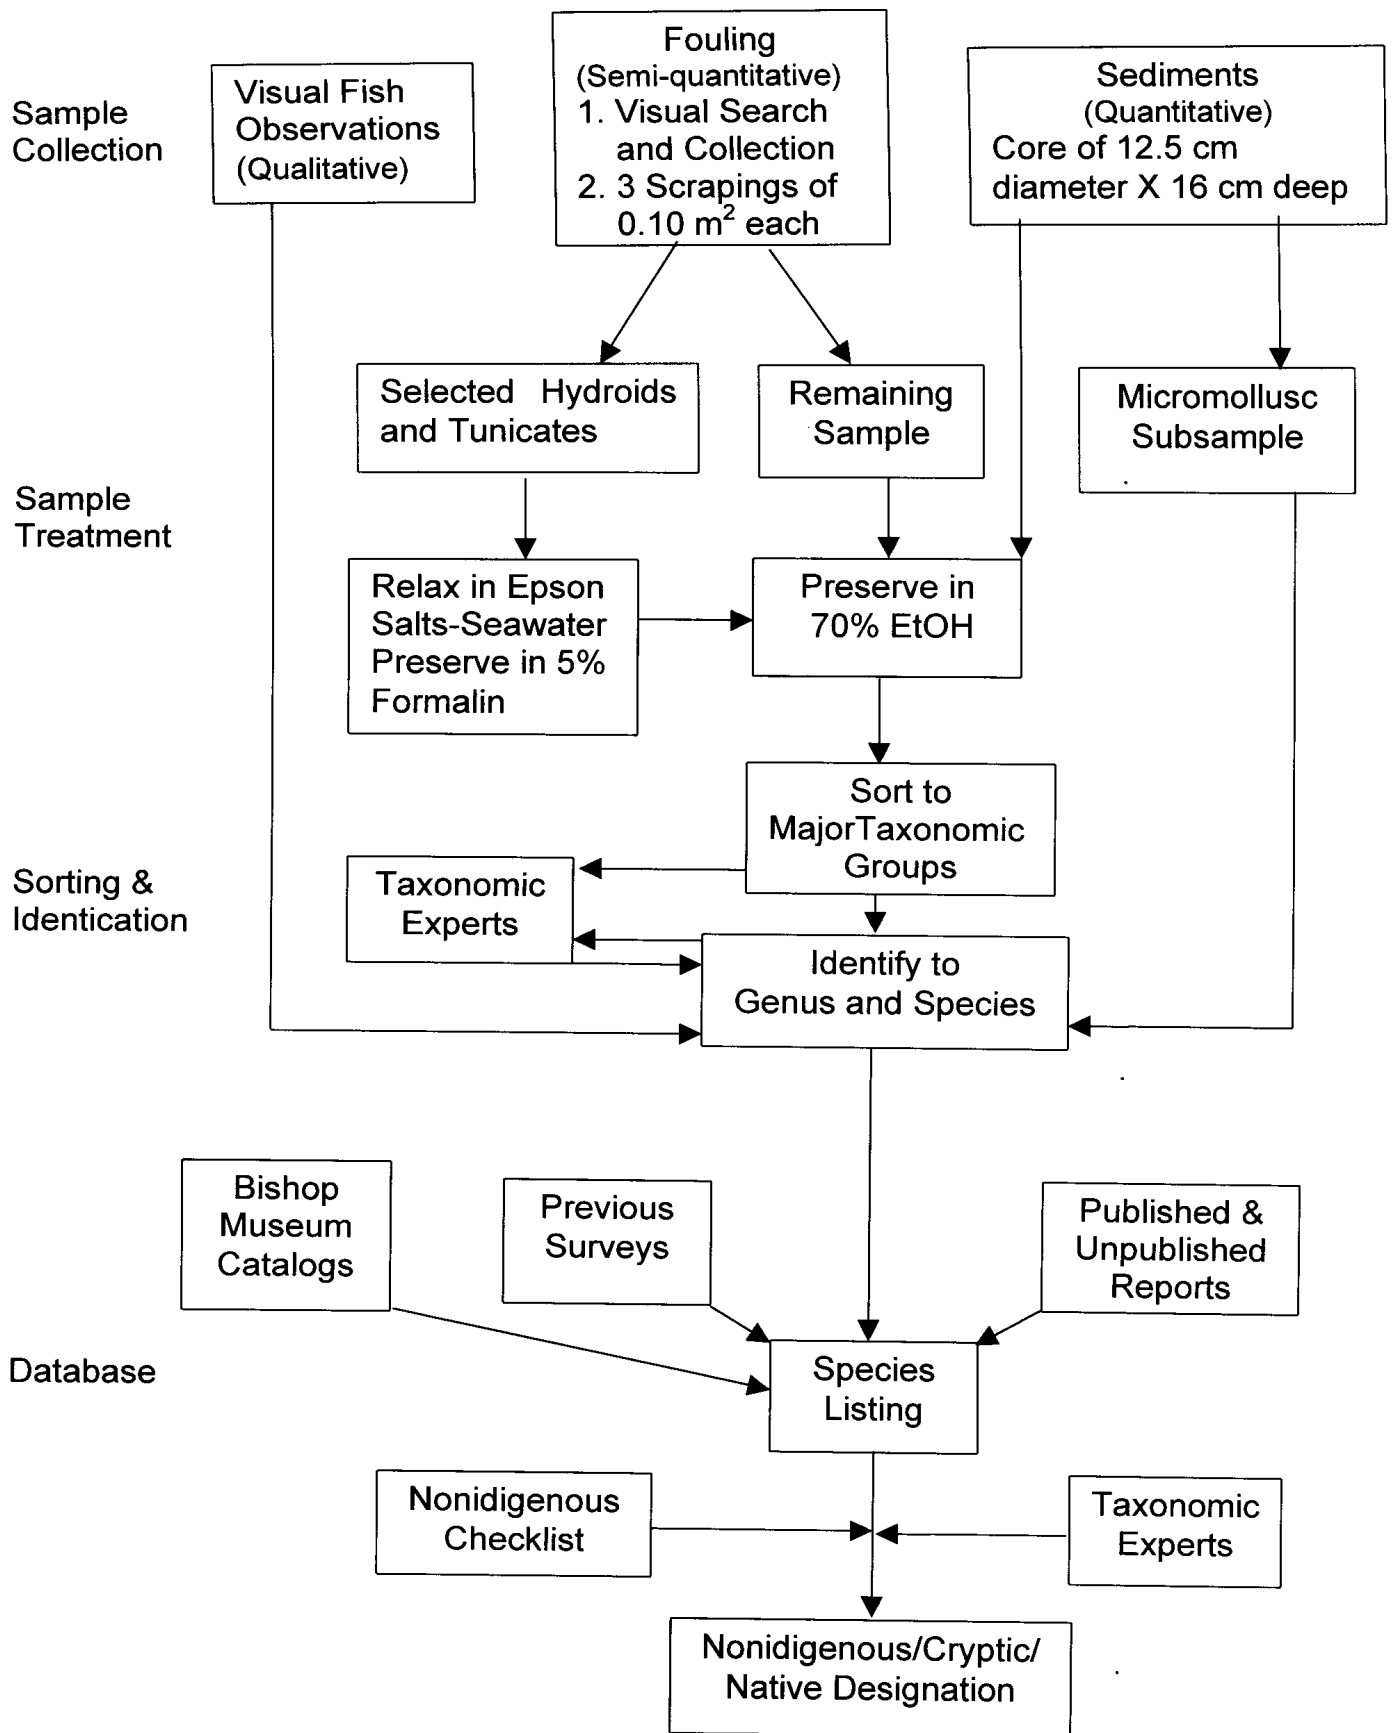 Sample
Collection
Visual Fish
Observations
(Qualitative)
Fouling
(Semi-quantitative)
1. Visual Search
and Collection
2. 3 Scrapings of
0.10 m² each
Sediments
(Quantitative)
Core of 12.5 cm
diameter X 16 cm deep
Selected Hydroids
and Tunicates
Remaining
Sample
Micromollusc
Subsample
Sample
Treatment
Relax in Epson
Salts-Seawater
Preserve in 5%
Formalin
Preserve in
70% EtOH
Sort to
MajorTaxonomic
Groups
Sorting &
Identication
Taxonomic
Experts
Identify to
Genus and Species
Bishop
Museum
Catalogs
Previous
Surveys
Published &
Unpublished
Reports
Database
Species
Listing
Nonidigenous
Checklist
Taxonomic
Experts
Nonidigenous/Cryptic/
Native Designation